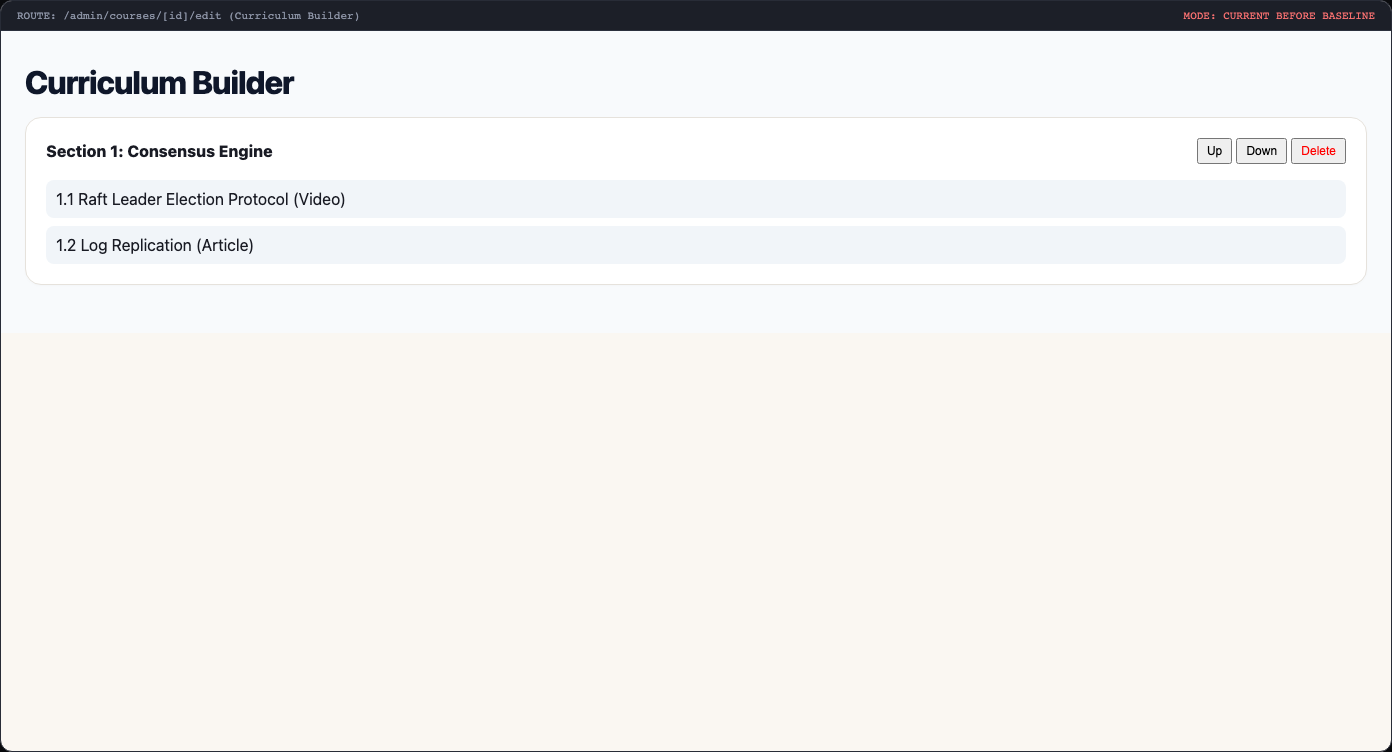 ROUTE: /admin/courses/[id]/edit (Curriculum Builder)
MODE: CURRENT BEFORE BASELINE
Curriculum Builder
Section 1: Consensus Engine
Up
Down
Delete
1.1 Raft Leader Election Protocol (Video)
1.2 Log Replication (Article)